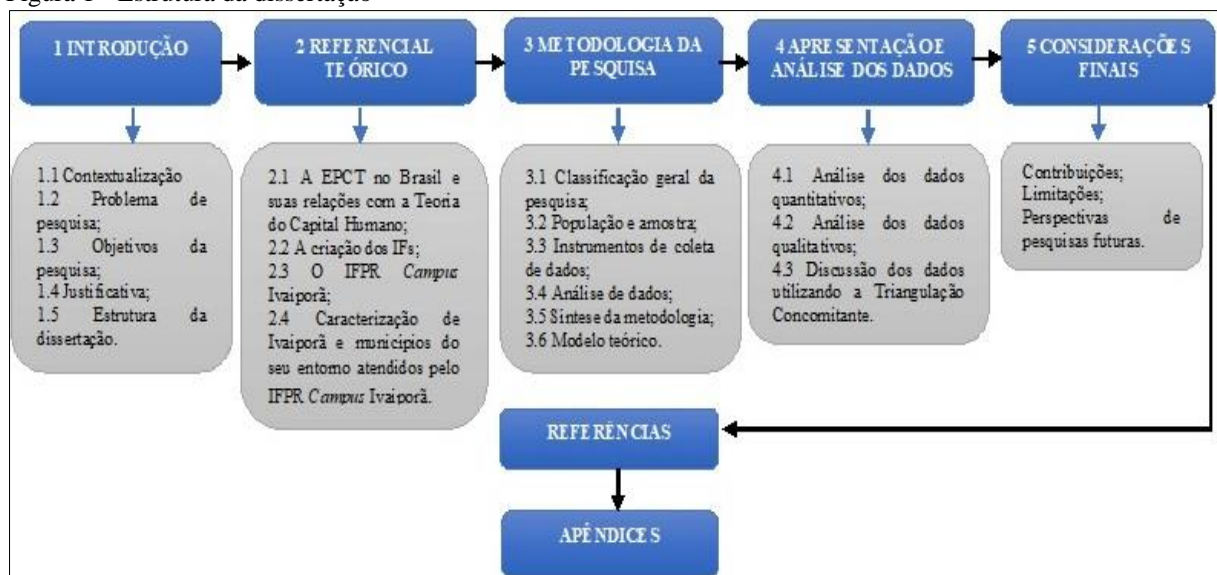 Figura 1 - Estrutura da dissertação
1 INTRODUÇÃO
2 REFERENCIAL
TEÓRICO
3 METODOLOGIA DA
PESQUISA
4 APRESENTAÇÃO E
ANÁLISE DOS DADOS
5 CONSIDERAÇÕES
FINAIS
1.1 Contextualização
1.2 Problema de
pesquisa;
1.3 Objetivos da
pesquisa;
1.4 Justificativa;
1.5 Estrutura da
dissertação.
2.1 A EPCT no Brasil e
suas relações com a Teoria
do Capital Humano;
2.2 A criação dos IFs;
2.3 O IFPR Campus
Ivaiporã;
2.4 Caracterização de
Ivaiporã e municípios do
seu entorno atendidos pelo
IFPR Campus Ivaiporã.
3.1 Classificação geral da
pesquisa;
3.2 População e amostra;
3.3 Instrumentos de coleta
de dados;
3.4 Análise de dados;
3.5 Síntese da metodologia;
3.6 Modelo teórico.
4.1 Análise dos dados
quantitativos;
4.2 Análise dos dados
qualitativos;
4.3 Discussão dos dados
utilizando a Triangulação
Concomitante.
Contribuições;
Limitações;
Perspectivas de
pesquisas futuras.
REFERÊNCIAS
APÊNDICES